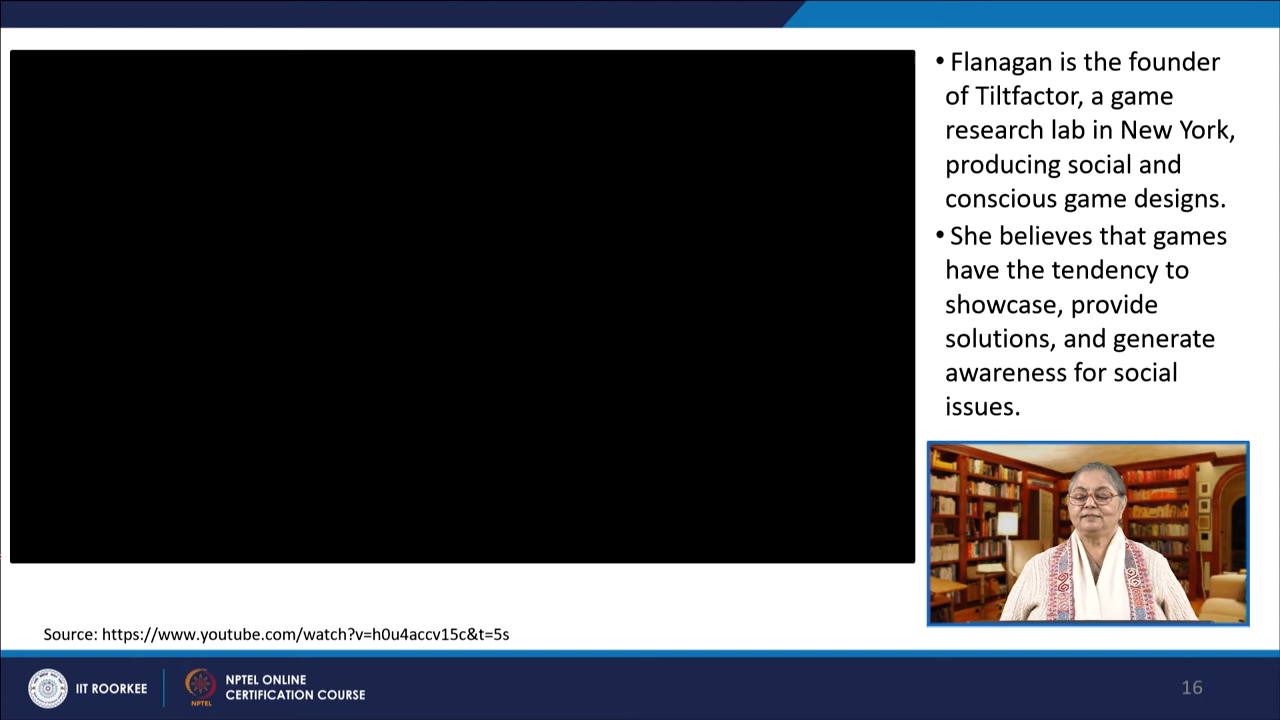 • Flanagan is the founder
of Tiltfactor, a game
research lab in New York,
producing social and
conscious game designs.
• She believes that games
have the tendency to
showcase, provide
solutions, and generate
awareness for social
issues.
Source: https://www.youtube.com/watch?v=h0u4accv15c&t=5s
IIT ROORKEE
NPTEL
NPTEL ONLINE
CERTIFICATION COURSE
16